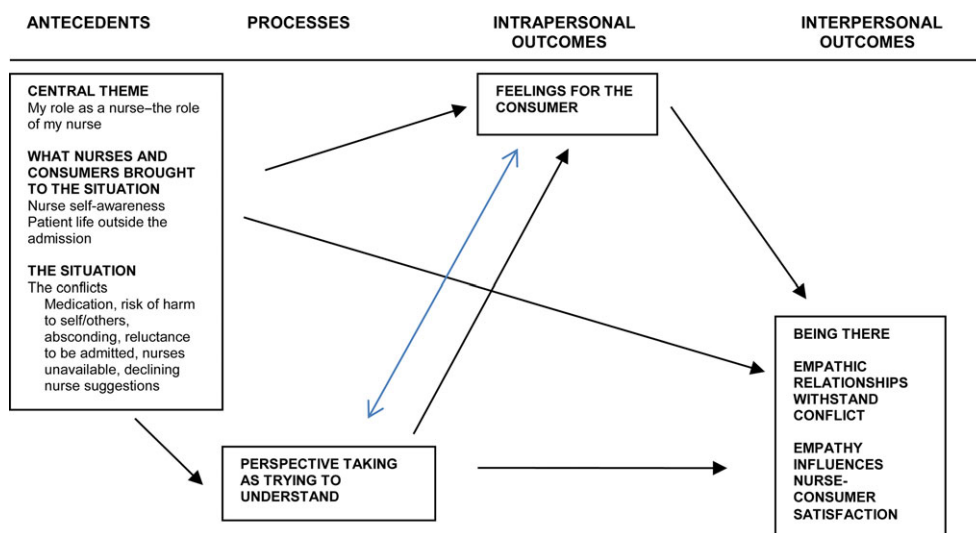 ANTECEDENTS
PROCESSES
INTRAPERSONAL
OUTCOMES
INTERPERSONAL
OUTCOMES
CENTRAL THEME
My role as a nurse–the role
of my nurse
WHAT NURSES AND
CONSUMERS BROUGHT
TO THE SITUATION
Nurse self-awareness
Patient life outside the
admission
THE SITUATION
The conflicts
Medication, risk of harm
to self/others,
absconding, reluctance
to be admitted, nurses
unavailable, declining
nurse suggestions
PERSPECTIVE TAKING
AS TRYING TO
UNDERSTAND
FEELINGS FOR THE
CONSUMER
BEING THERE
EMPATHIC
RELATIONSHIPS
WITHSTAND
CONFLICT
EMPATHY
INFLUENCES
NURSE-
CONSUMER
SATISFACTION